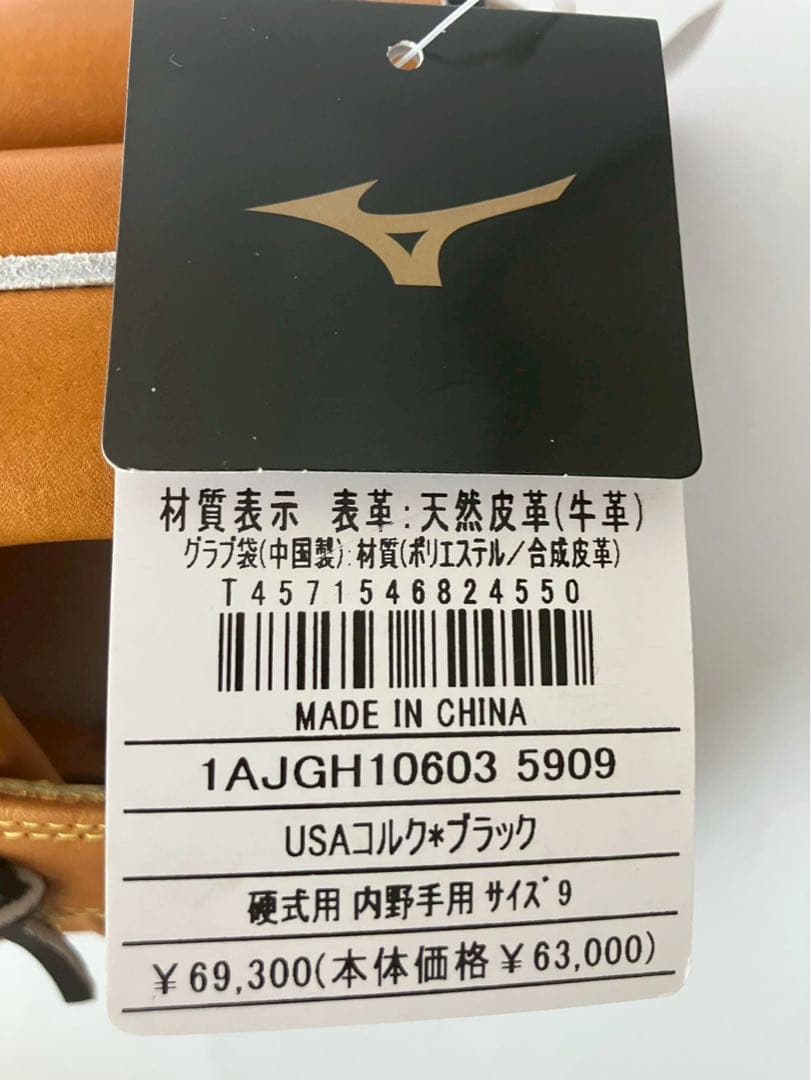 材質表示 表革:天然皮革(牛革)
グラブ袋(中国製):材質(ポリエステル/合成皮革)
T4571546824550
MADE IN CHINA
1AJGH10603 5909
USAコルク*ブラック
硬式用 内野手用 サイズ9
¥69,300(本体価格¥63,000)